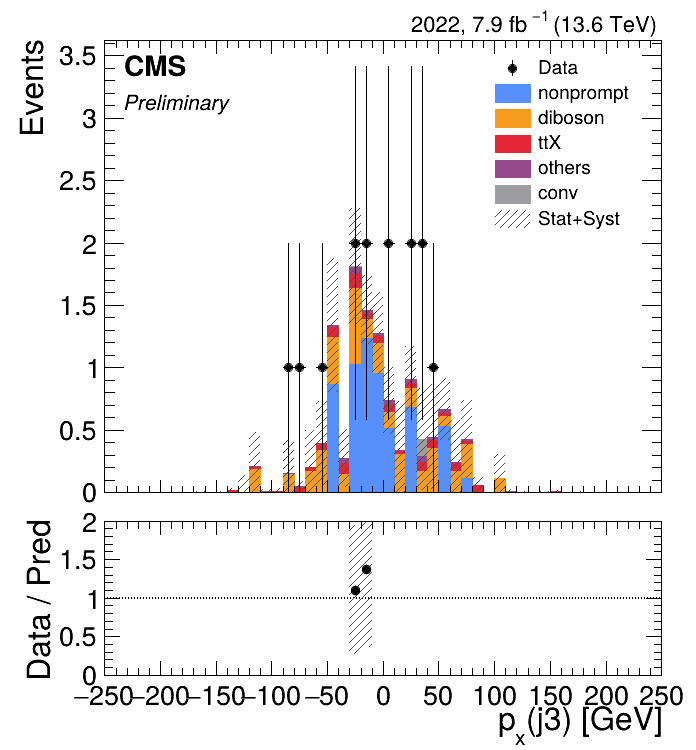 2022, 7.9 fb⁻¹ (13.6 TeV)
Events
3.5
3
2.5
2
1.5
1
0.5
0
CMS
Preliminary
Data
nonprompt
diboson
ttX
others
conv
Stat+Syst
Data / Pred
2
1.5
1
0.5
0
−250 −200 −150 −100 −50 0 50 100 150 200 250
pₓ(j3) [GeV]